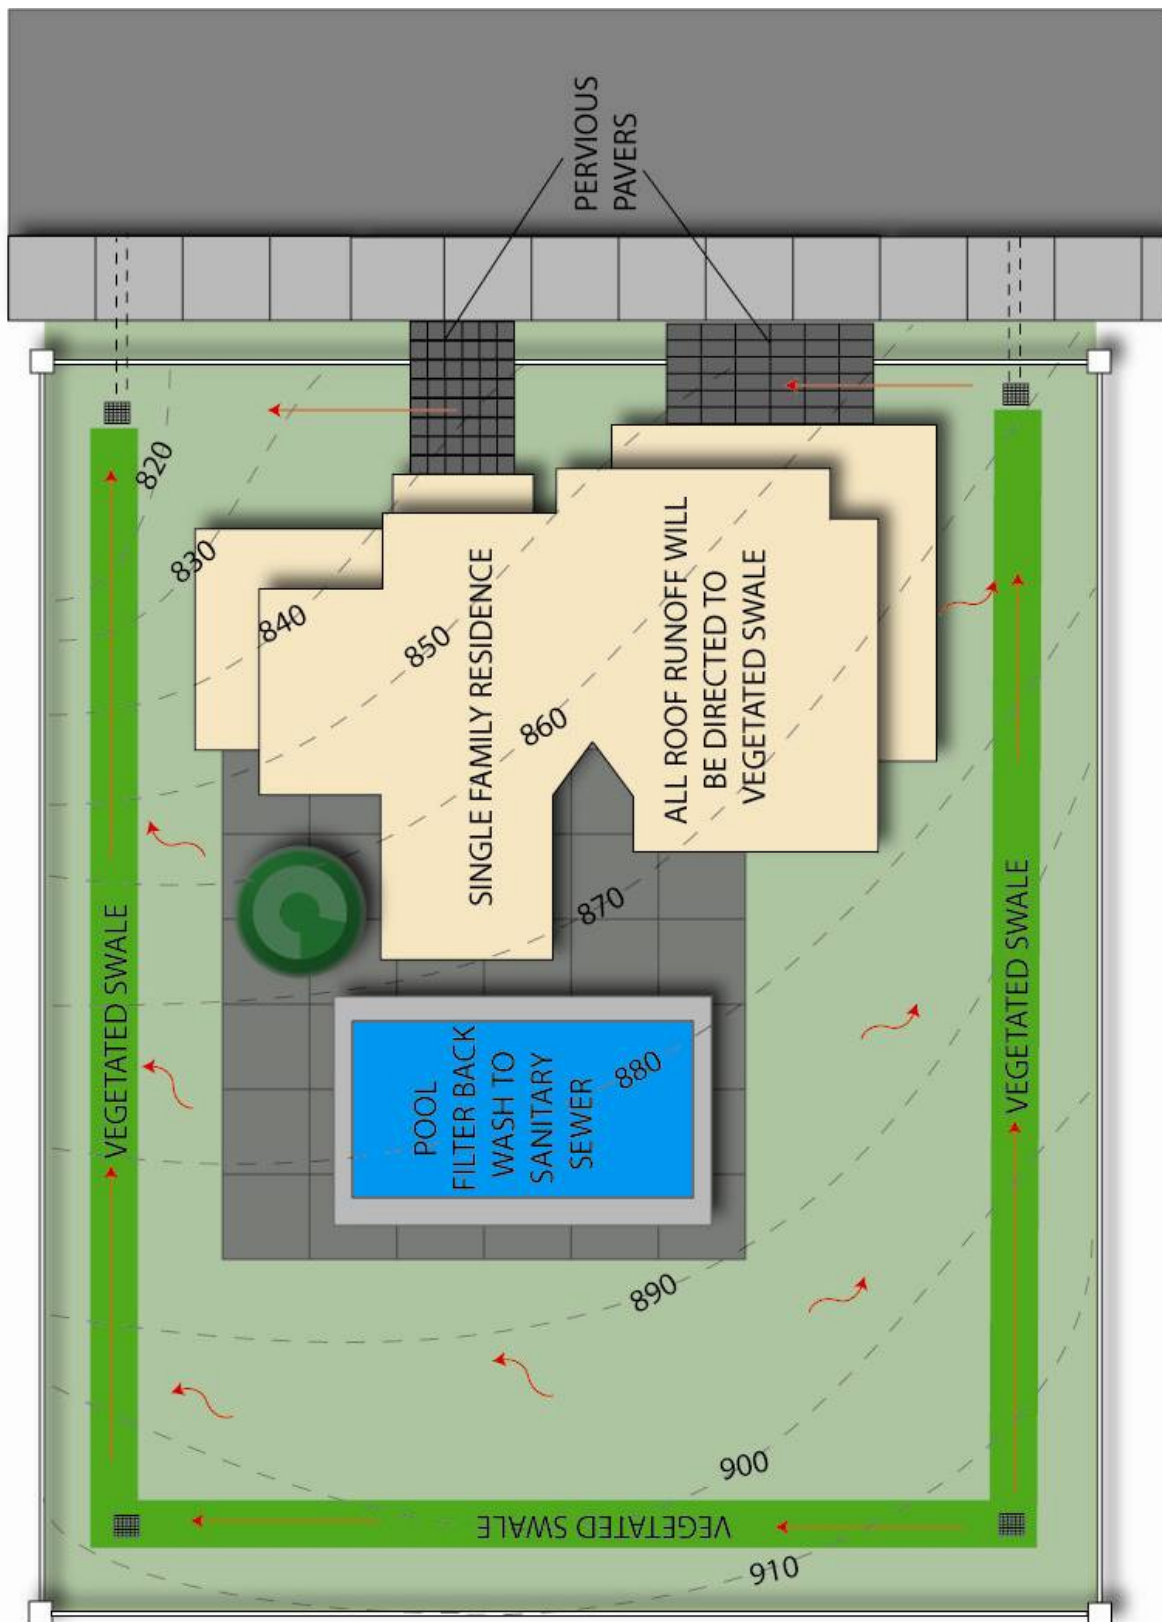 PERVIOUS
PAVERS
820
830
840
850
860
870
880
890
900
910
SINGLE FAMILY RESIDENCE
ALL ROOF RUNOFF WILL
BE DIRECTED TO
VEGETATED SWALE
POOL
FILTER BACK
WASH TO
SANITARY
SEWER
VEGETATED SWALE
VEGETATED SWALE
VEGETATED SWALE